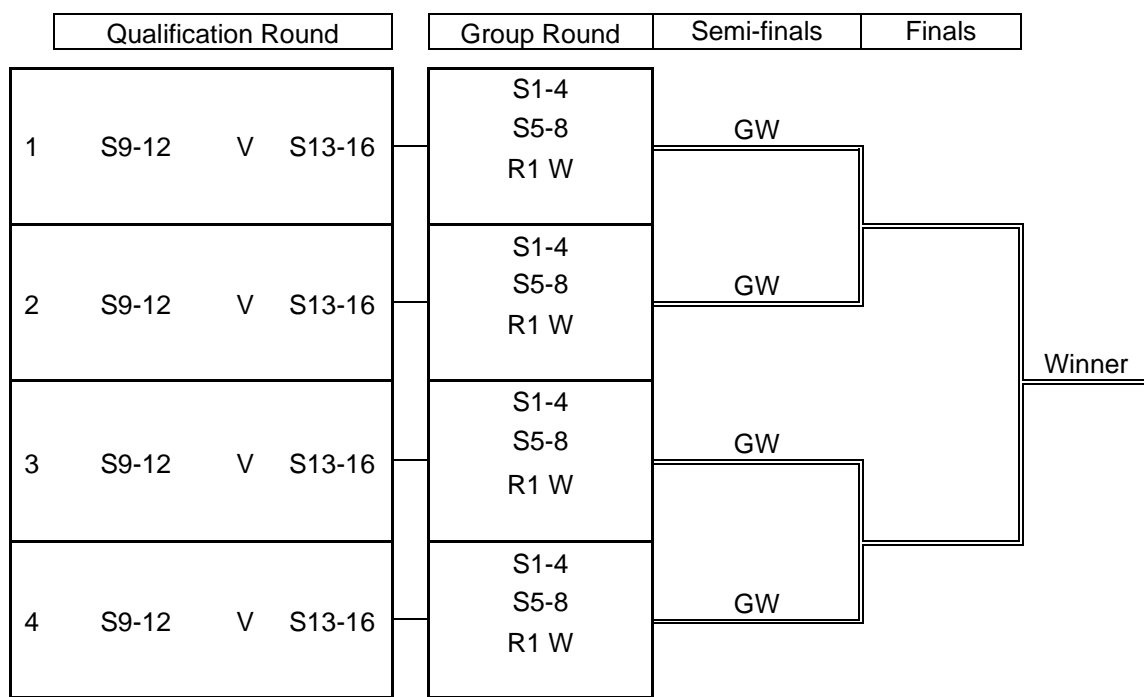 Qualification Round Group Round Semi-finals Finals
S1-4
S5-8 GW
1 S9-12 V S13-16
R1 W
S1-4
S5-8 GW
2 S9-12 V S13-16
R1 W
Winner
S1-4
S5-8 GW
3 S9-12 V S13-16
R1 W
S1-4
S5-8 GW
4 S9-12 V S13-16
R1 W